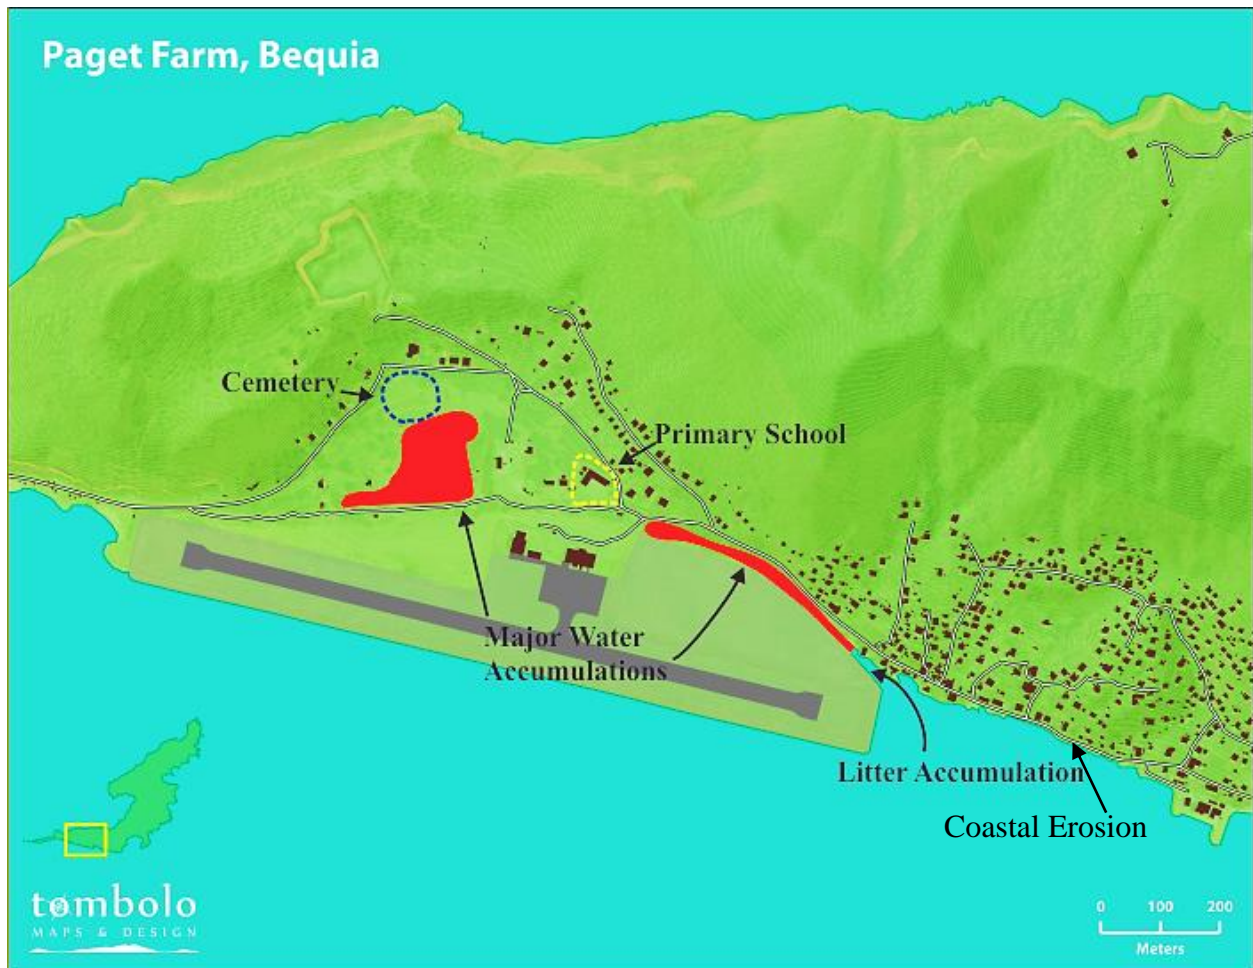 Paget Farm, Bequia
Cemetery
Primary School
Major Water
Accumulations
Litter Accumulation
Coastal Erosion
tombolo
MAPS & DESIGN
0 100 200
Meters